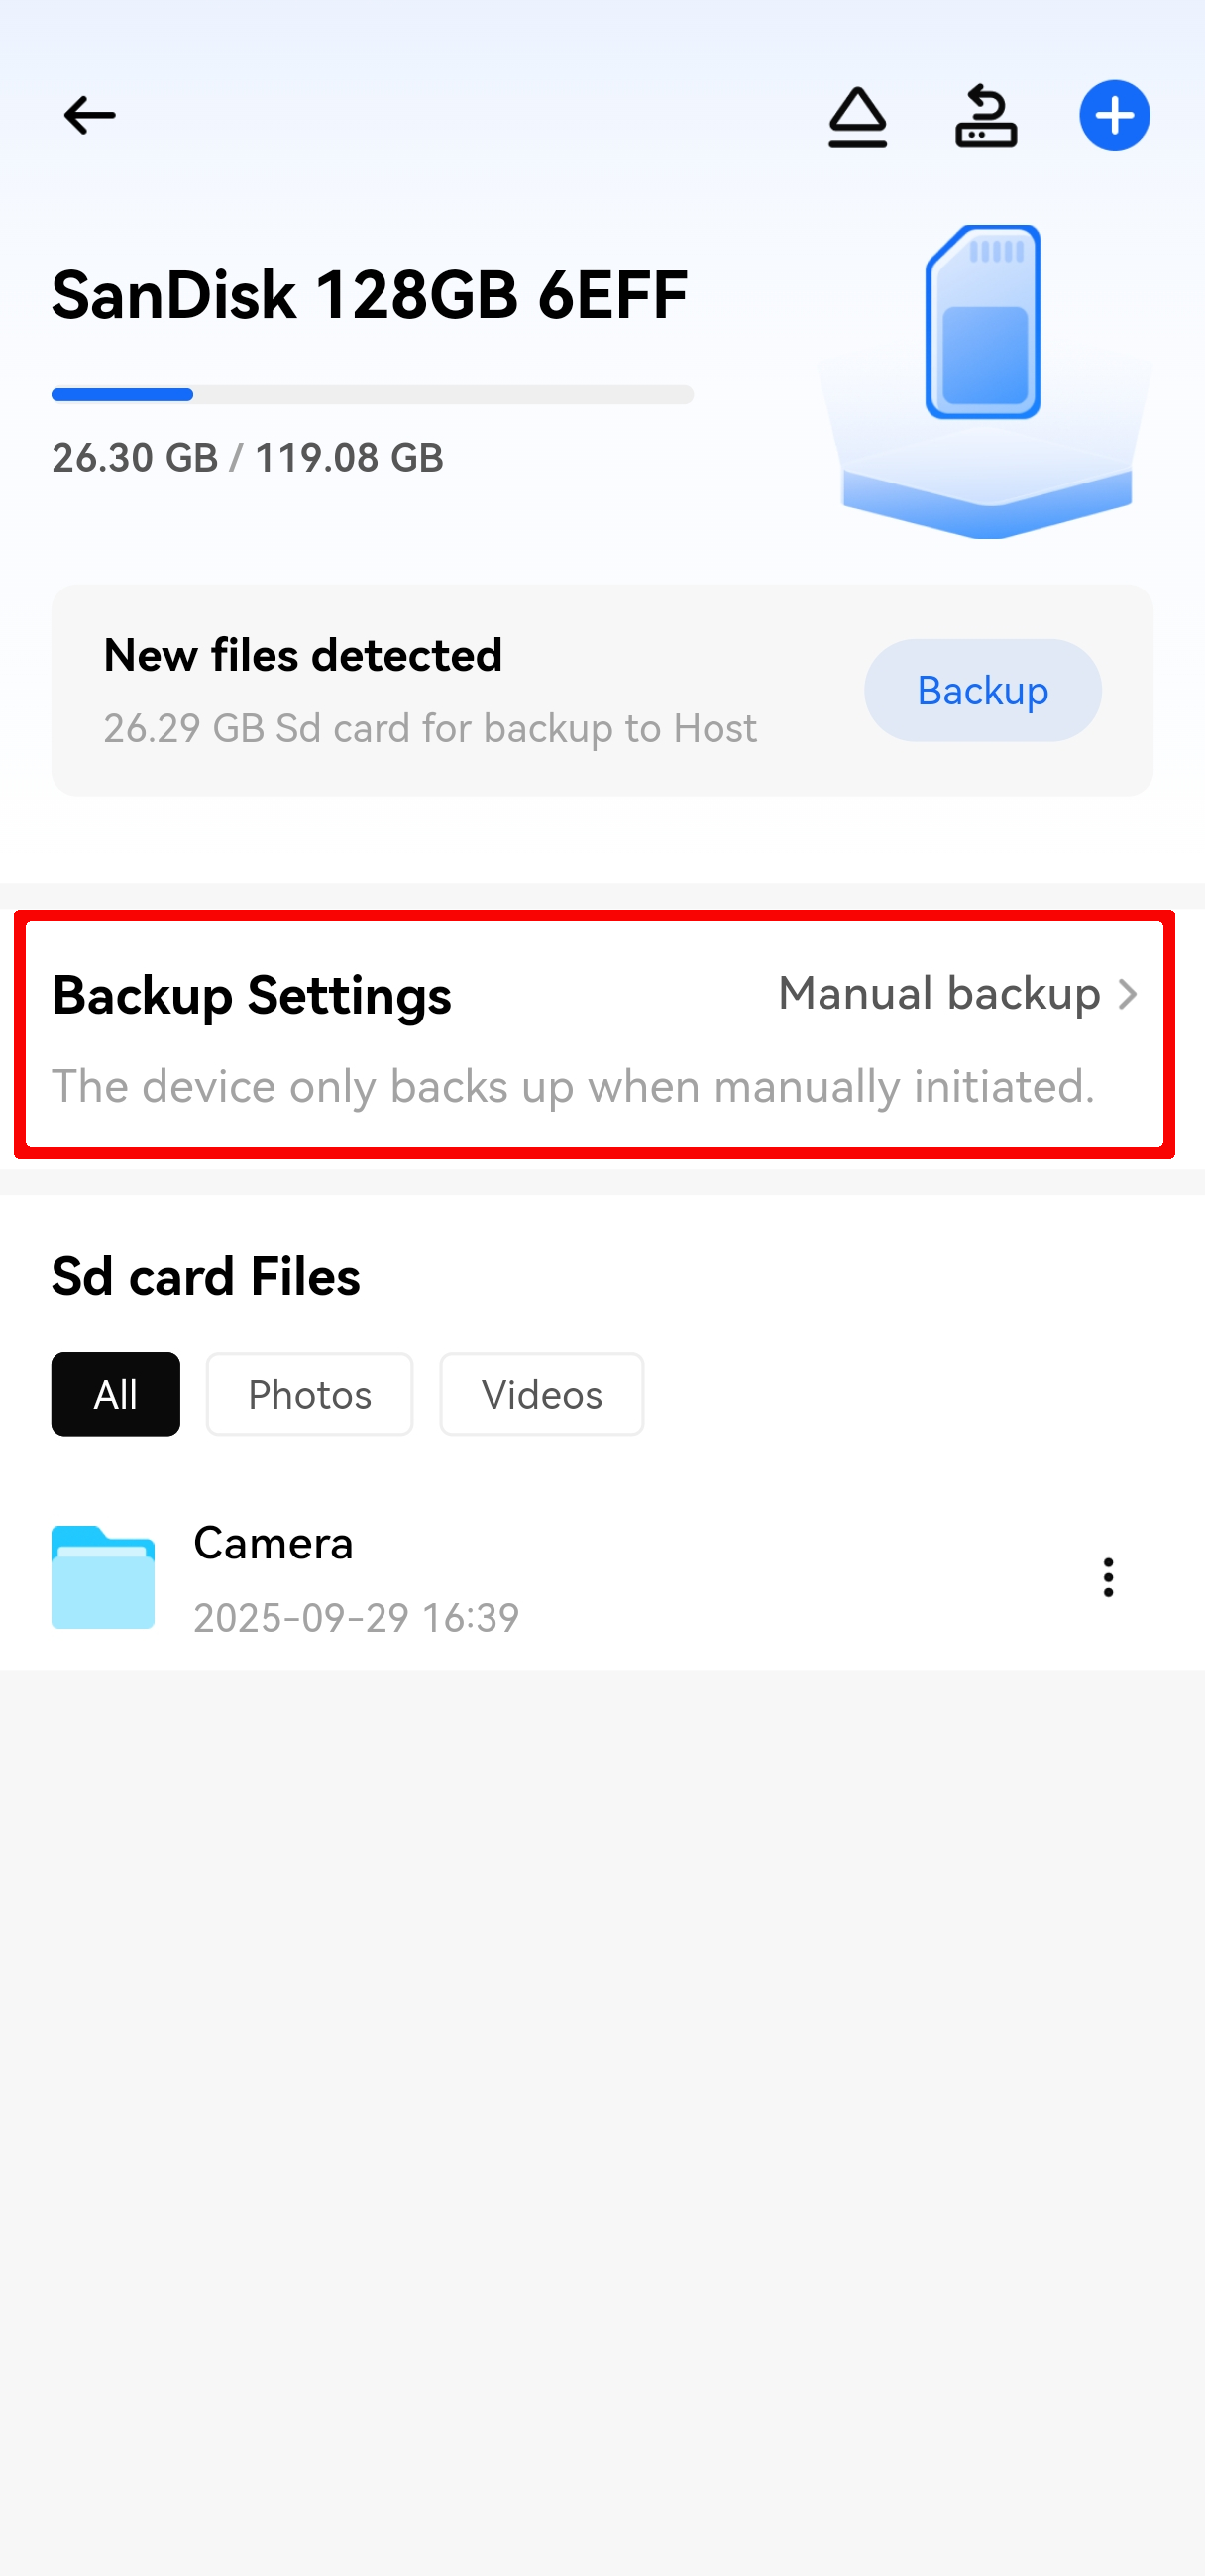 SanDisk 128GB 6EFF
26.30 GB / 119.08 GB
New files detected
26.29 GB Sd card for backup to Host
Backup
Backup Settings
Manual backup
The device only backs up when manually initiated.
Sd card Files
All
Photos
Videos
Camera
2025-09-29 16:39